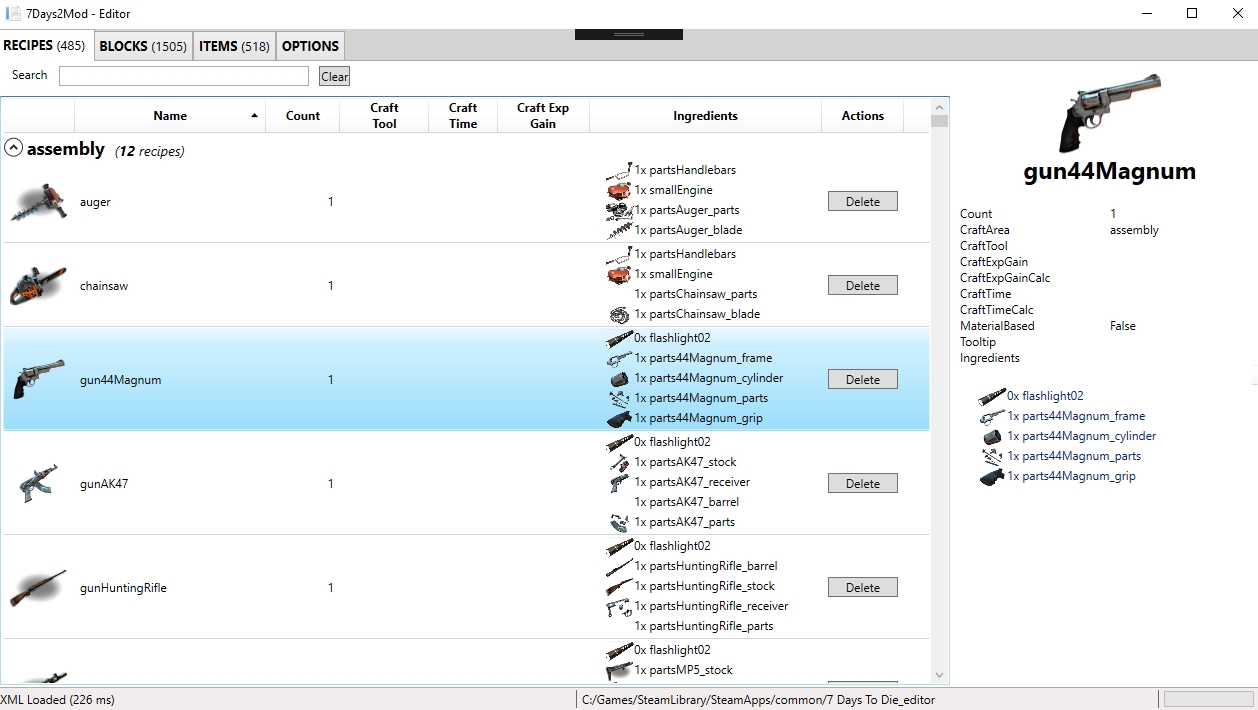 7Days2Mod - Editor
RECIPES (485) BLOCKS (1505) ITEMS (518) OPTIONS
Search Clear
Name Count Craft Tool Craft Time Craft Exp Gain Ingredients Actions
assembly (12 recipes)
auger 1 Delete
1x partsHandlebars
1x smallEngine
1x partsAuger_parts
1x partsAuger_blade
chainsaw 1 Delete
1x partsHandlebars
1x smallEngine
1x partsChainsaw_parts
1x partsChainsaw_blade
gun44Magnum 1 Delete
0x flashlight02
1x parts44Magnum_frame
1x parts44Magnum_cylinder
1x parts44Magnum_parts
1x parts44Magnum_grip
gunAK47 1 Delete
0x flashlight02
1x partsAK47_stock
1x partsAK47_receiver
1x partsAK47_barrel
1x partsAK47_parts
gunHuntingRifle 1 Delete
0x flashlight02
1x partsHuntingRifle_barrel
1x partsHuntingRifle_stock
1x partsHuntingRifle_receiver
1x partsHuntingRifle_parts
0x flashlight02
1x partsMP5_stock
gun44Magnum
Count 1
CraftArea assembly
CraftTool
CraftExpGain
CraftExpGainCalc
CraftTime
CraftTimeCalc
MaterialBased False
Tooltip
Ingredients
0x flashlight02
1x parts44Magnum_frame
1x parts44Magnum_cylinder
1x parts44Magnum_parts
1x parts44Magnum_grip
XML Loaded (226 ms) C:/Games/SteamLibrary/SteamApps/common/7 Days To Die_editor